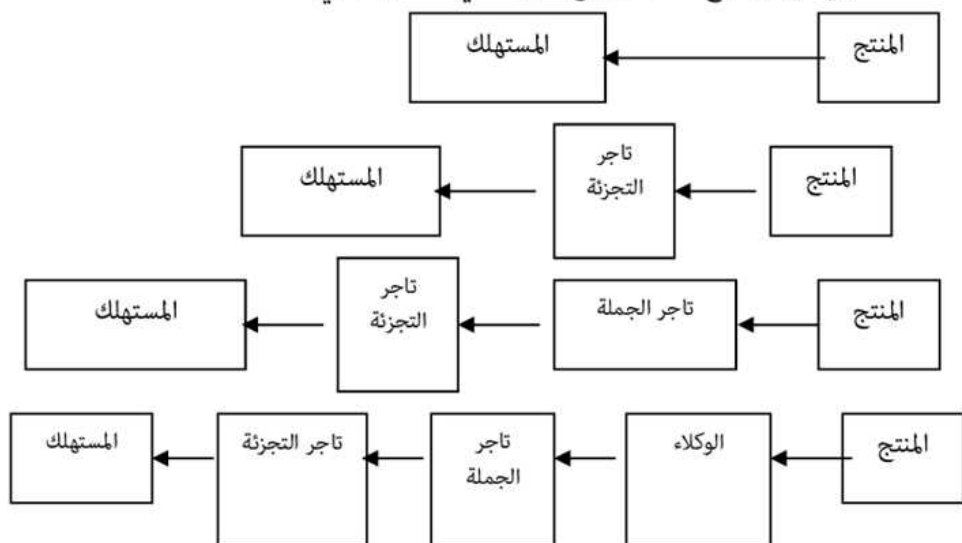 المنتج
المستهلك
المنتج
تاجر
التجزئة
المستهلك
المنتج
تاجر الجملة
تاجر
التجزئة
المستهلك
المنتج
الوكلاء
تاجر
الجملة
تاجر التجزئة
المستهلك